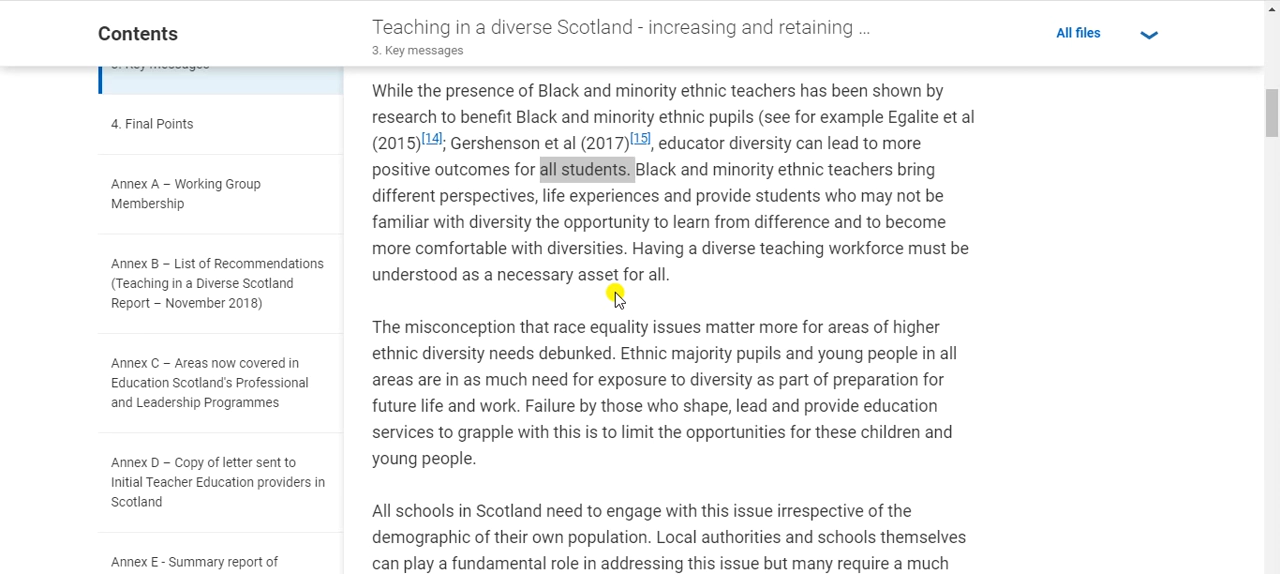 Contents
Teaching in a diverse Scotland - increasing and retaining ...
3. Key messages
All files
3. Key messages
4. Final Points
Annex A – Working Group
Membership
Annex B – List of Recommendations
(Teaching in a Diverse Scotland
Report – November 2018)
Annex C – Areas now covered in
Education Scotland's Professional
and Leadership Programmes
Annex D – Copy of letter sent to
Initial Teacher Education providers in
Scotland
Annex E - Summary report of
While the presence of Black and minority ethnic teachers has been shown by
research to benefit Black and minority ethnic pupils (see for example Egalite et al
(2015)[14]; Gershenson et al (2017)[15], educator diversity can lead to more
positive outcomes for all students. Black and minority ethnic teachers bring
different perspectives, life experiences and provide students who may not be
familiar with diversity the opportunity to learn from difference and to become
more comfortable with diversities. Having a diverse teaching workforce must be
understood as a necessary asset for all.
The misconception that race equality issues matter more for areas of higher
ethnic diversity needs debunked. Ethnic majority pupils and young people in all
areas are in as much need for exposure to diversity as part of preparation for
future life and work. Failure by those who shape, lead and provide education
services to grapple with this is to limit the opportunities for these children and
young people.
All schools in Scotland need to engage with this issue irrespective of the
demographic of their own population. Local authorities and schools themselves
can play a fundamental role in addressing this issue but many require a much